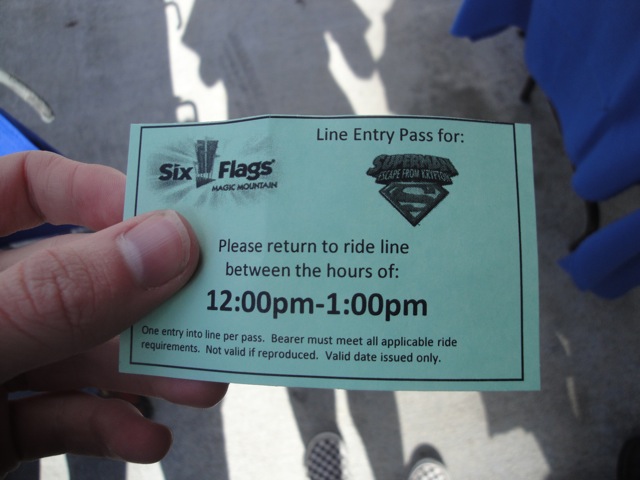 Line Entry Pass for:
Six Flags
MAGIC MOUNTAIN
SUPERMAN
ESCAPE FROM KRYPTON
S
Please return to ride line
between the hours of:
12:00pm-1:00pm
One entry into line per pass. Bearer must meet all applicable ride
requirements. Not valid if reproduced. Valid date issued only.